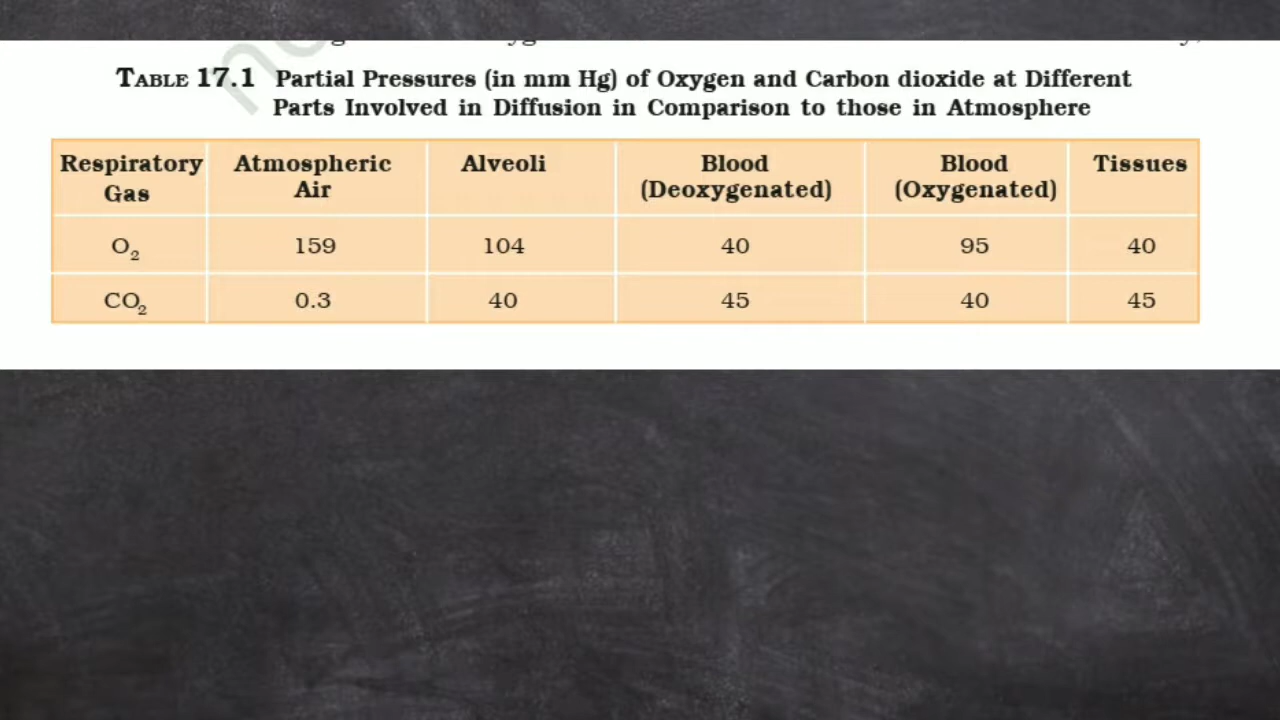 TABLE 17.1 Partial Pressures (in mm Hg) of Oxygen and Carbon dioxide at Different
Parts Involved in Diffusion in Comparison to those in Atmosphere
Respiratory Gas Atmospheric Air Alveoli Blood (Deoxygenated) Blood (Oxygenated) Tissues
O₂ 159 104 40 95 40
CO₂ 0.3 40 45 40 45